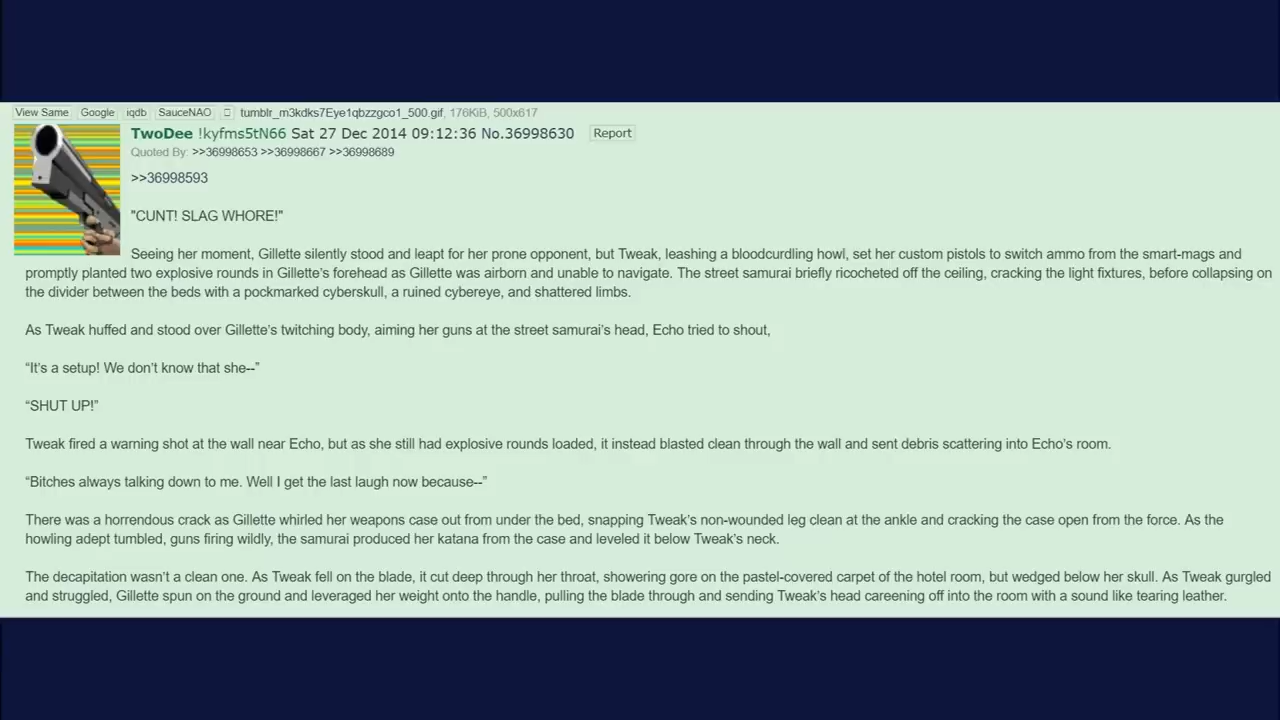 View Same Google iqdb SauceNAO tumblr_m3kdks7Eye1qbzzgco1_500.gif, 176KiB, 500x617
TwoDee !kyfms5tN66 Sat 27 Dec 2014 09:12:36 No.36998630 Report
Quoted By: >>36998653 >>36998667 >>36998689
>>36998593
"CUNT! SLAG WHORE!"
Seeing her moment, Gillette silently stood and leapt for her prone opponent, but Tweak, leashing a bloodcurdling howl, set her custom pistols to switch ammo from the smart-mags and
promptly planted two explosive rounds in Gillette’s forehead as Gillette was airborn and unable to navigate. The street samurai briefly ricocheted off the ceiling, cracking the light fixtures, before collapsing on
the divider between the beds with a pockmarked cyberskull, a ruined cybereye, and shattered limbs.
As Tweak huffed and stood over Gillette’s twitching body, aiming her guns at the street samurai’s head, Echo tried to shout,
“It’s a setup! We don’t know that she--”
“SHUT UP!”
Tweak fired a warning shot at the wall near Echo, but as she still had explosive rounds loaded, it instead blasted clean through the wall and sent debris scattering into Echo’s room.
“Bitches always talking down to me. Well I get the last laugh now because--”
There was a horrendous crack as Gillette whirled her weapons case out from under the bed, snapping Tweak’s non-wounded leg clean at the ankle and cracking the case open from the force. As the
howling adept tumbled, guns firing wildly, the samurai produced her katana from the case and leveled it below Tweak’s neck.
The decapitation wasn’t a clean one. As Tweak fell on the blade, it cut deep through her throat, showering gore on the pastel-covered carpet of the hotel room, but wedged below her skull. As Tweak gurgled
and struggled, Gillette spun on the ground and leveraged her weight onto the handle, pulling the blade through and sending Tweak’s head careening off into the room with a sound like tearing leather.